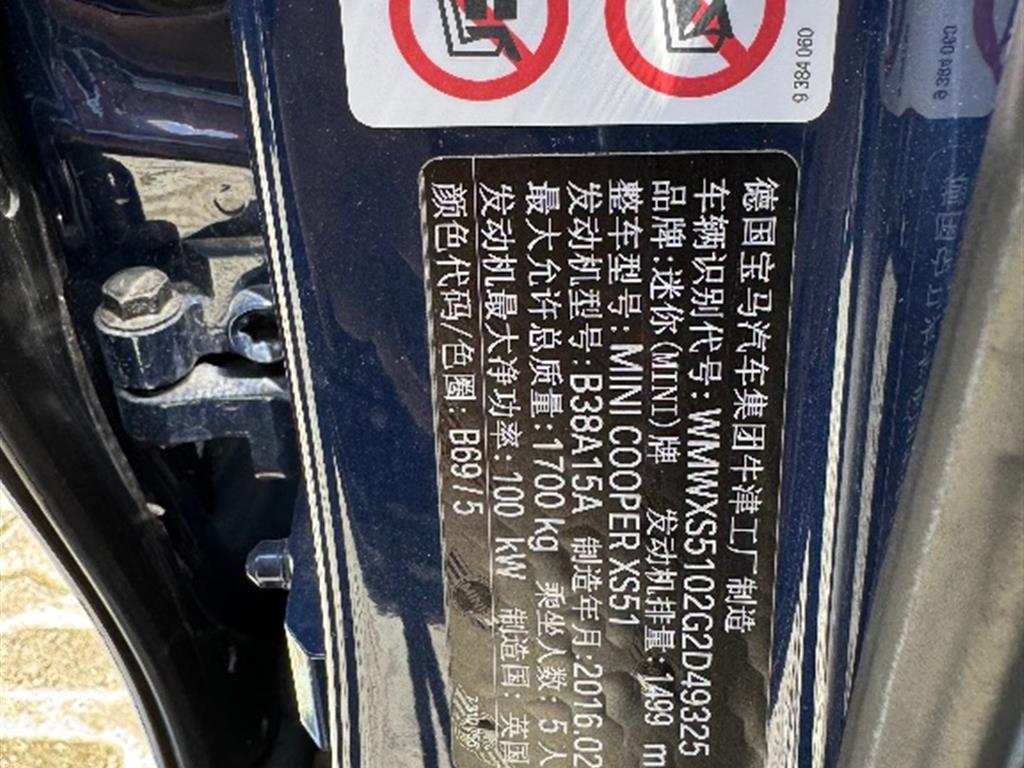 9 384 060
德国宝马汽车集团牛津工厂制造
车辆识别代号:WMWXS5102G2D49325
品牌:迷你(MINI)牌 发动机排量:1499 m
整车型号:MINI COOPER XS51
发动机型号:B38A15A 制造年月:2016.02
最大允许总质量:1700kg 乘坐人数:5人
发动机最大净功率:100 kW 制造国:英国
颜色代码/色圈:B69/5